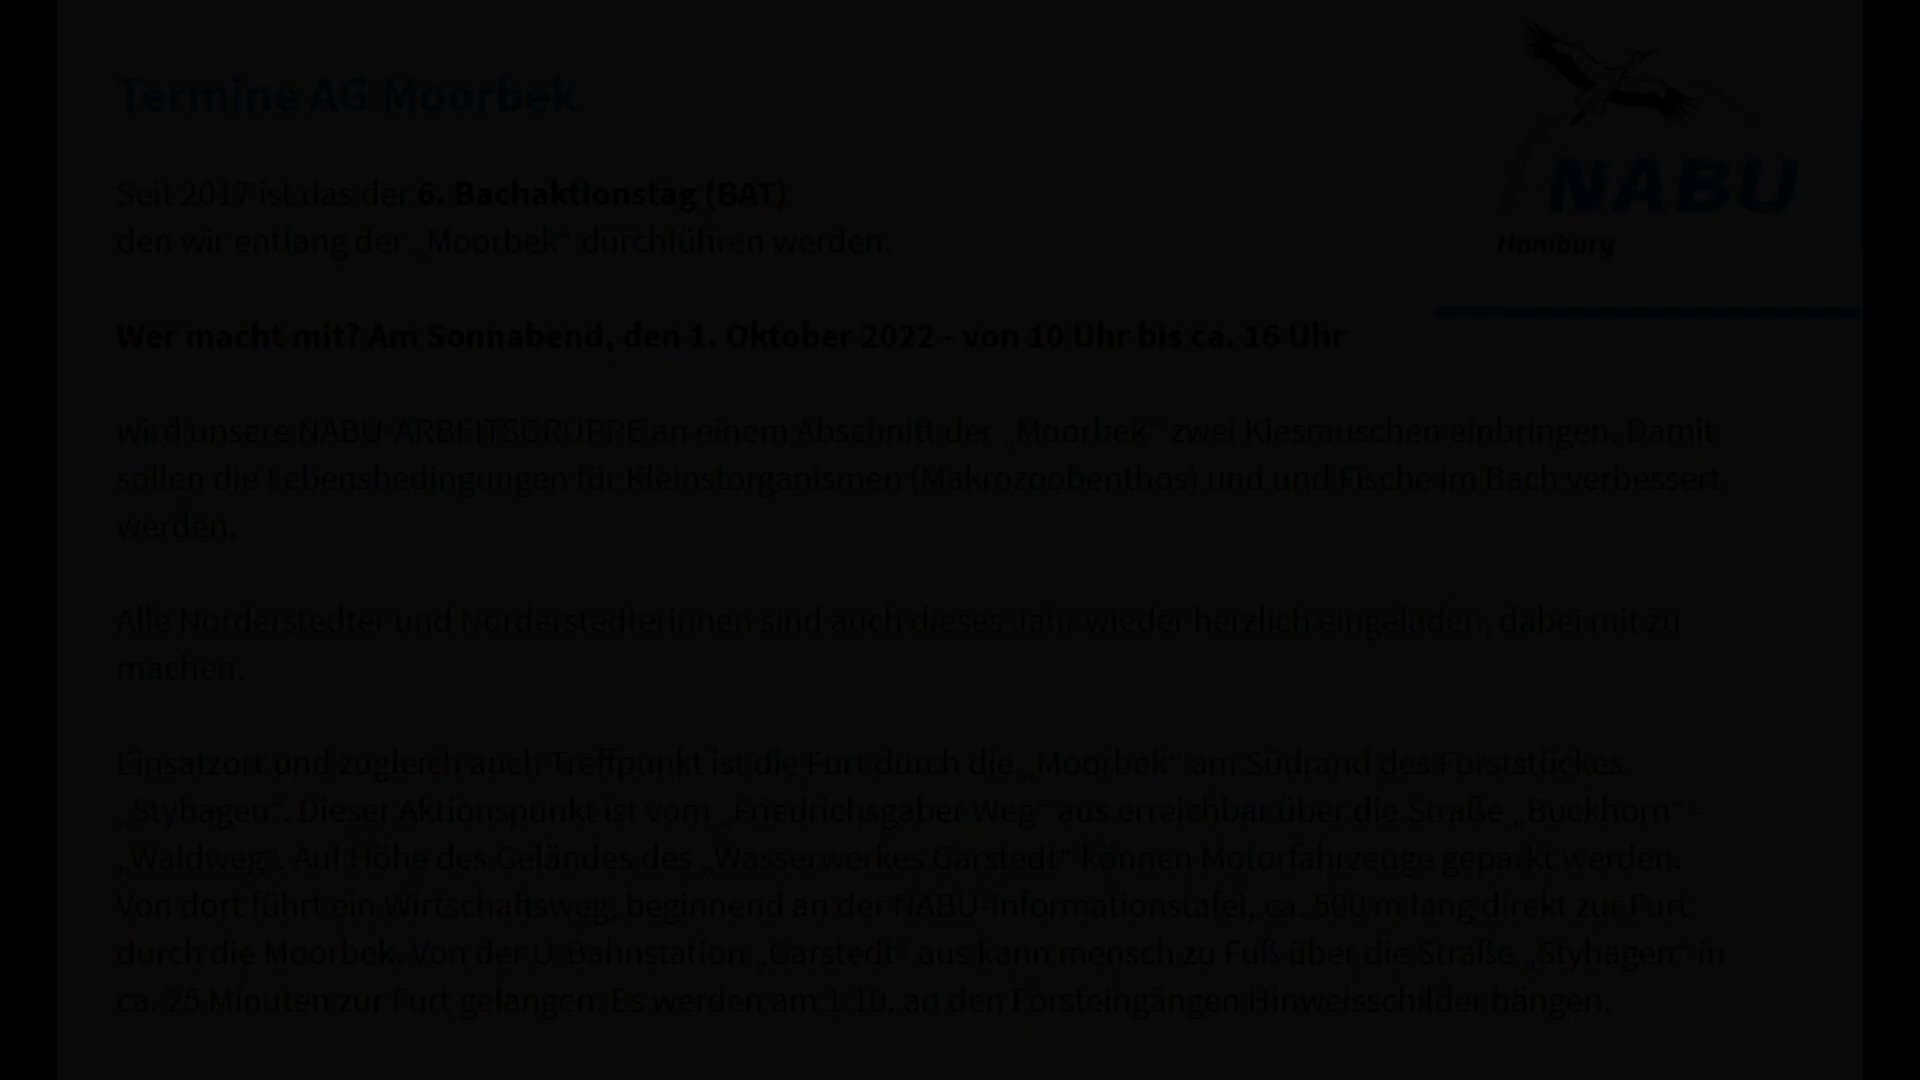 Termine AG Moorbek
NABU
Hamburg
Seit 2017 ist das der 6. Bachaktionstag (BAT)
den wir entlang der „Moorbek“ durchführen werden.
Wer macht mit? Am Sonnabend, den 1. Oktober 2022 - von 10 Uhr bis ca. 16 Uhr
wird unsere NABU-ARBEITSGRUPPE an einem Abschnitt der „Moorbek“ zwei Kiesrauschen einbringen. Damit
sollen die Lebensbedingungen für Kleinstorganismen (Makrozoobenthos) und und Fische im Bach verbessert
werden.
Alle Norderstedter und Norderstedterinnen sind auch dieses Jahr wieder herzlich eingeladen, dabei mit zu
machen.
Einsatzort und zugleich auch Treffpunkt ist die Furt durch die „Moorbek“ am Südrand des Forststückes
„Styhagen“. Dieser Aktionspunkt ist vom „Friedrichsgaber Weg“ aus erreichbar über die Straße „Buckhorn“ -
„Waldweg“. Auf Höhe des Geländes des „Wasserwerkes Garstedt“ können Motorfahrzeuge geparkt werden.
Von dort führt ein Wirtschaftsweg, beginnend an der NABU-Informationstafel, ca. 500 m lang direkt zur Furt
durch die Moorbek. Von der U-Bahnstation „Garstedt“ aus kann mensch zu Fuß über die Straße „Styhagen“ in
ca. 25 Minuten zur Furt gelangen. Es werden am 1.10. an den Forsteingängen Hinweisschilder hängen.